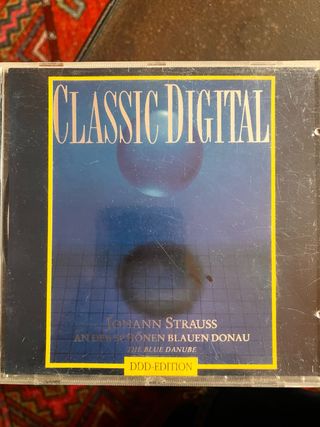 CLASSIC DIGITAL
JOHANN STRAUSS
AN DER SCHÖNEN BLAUEN DONAU
THE BLUE DANUBE
DDD-EDITION